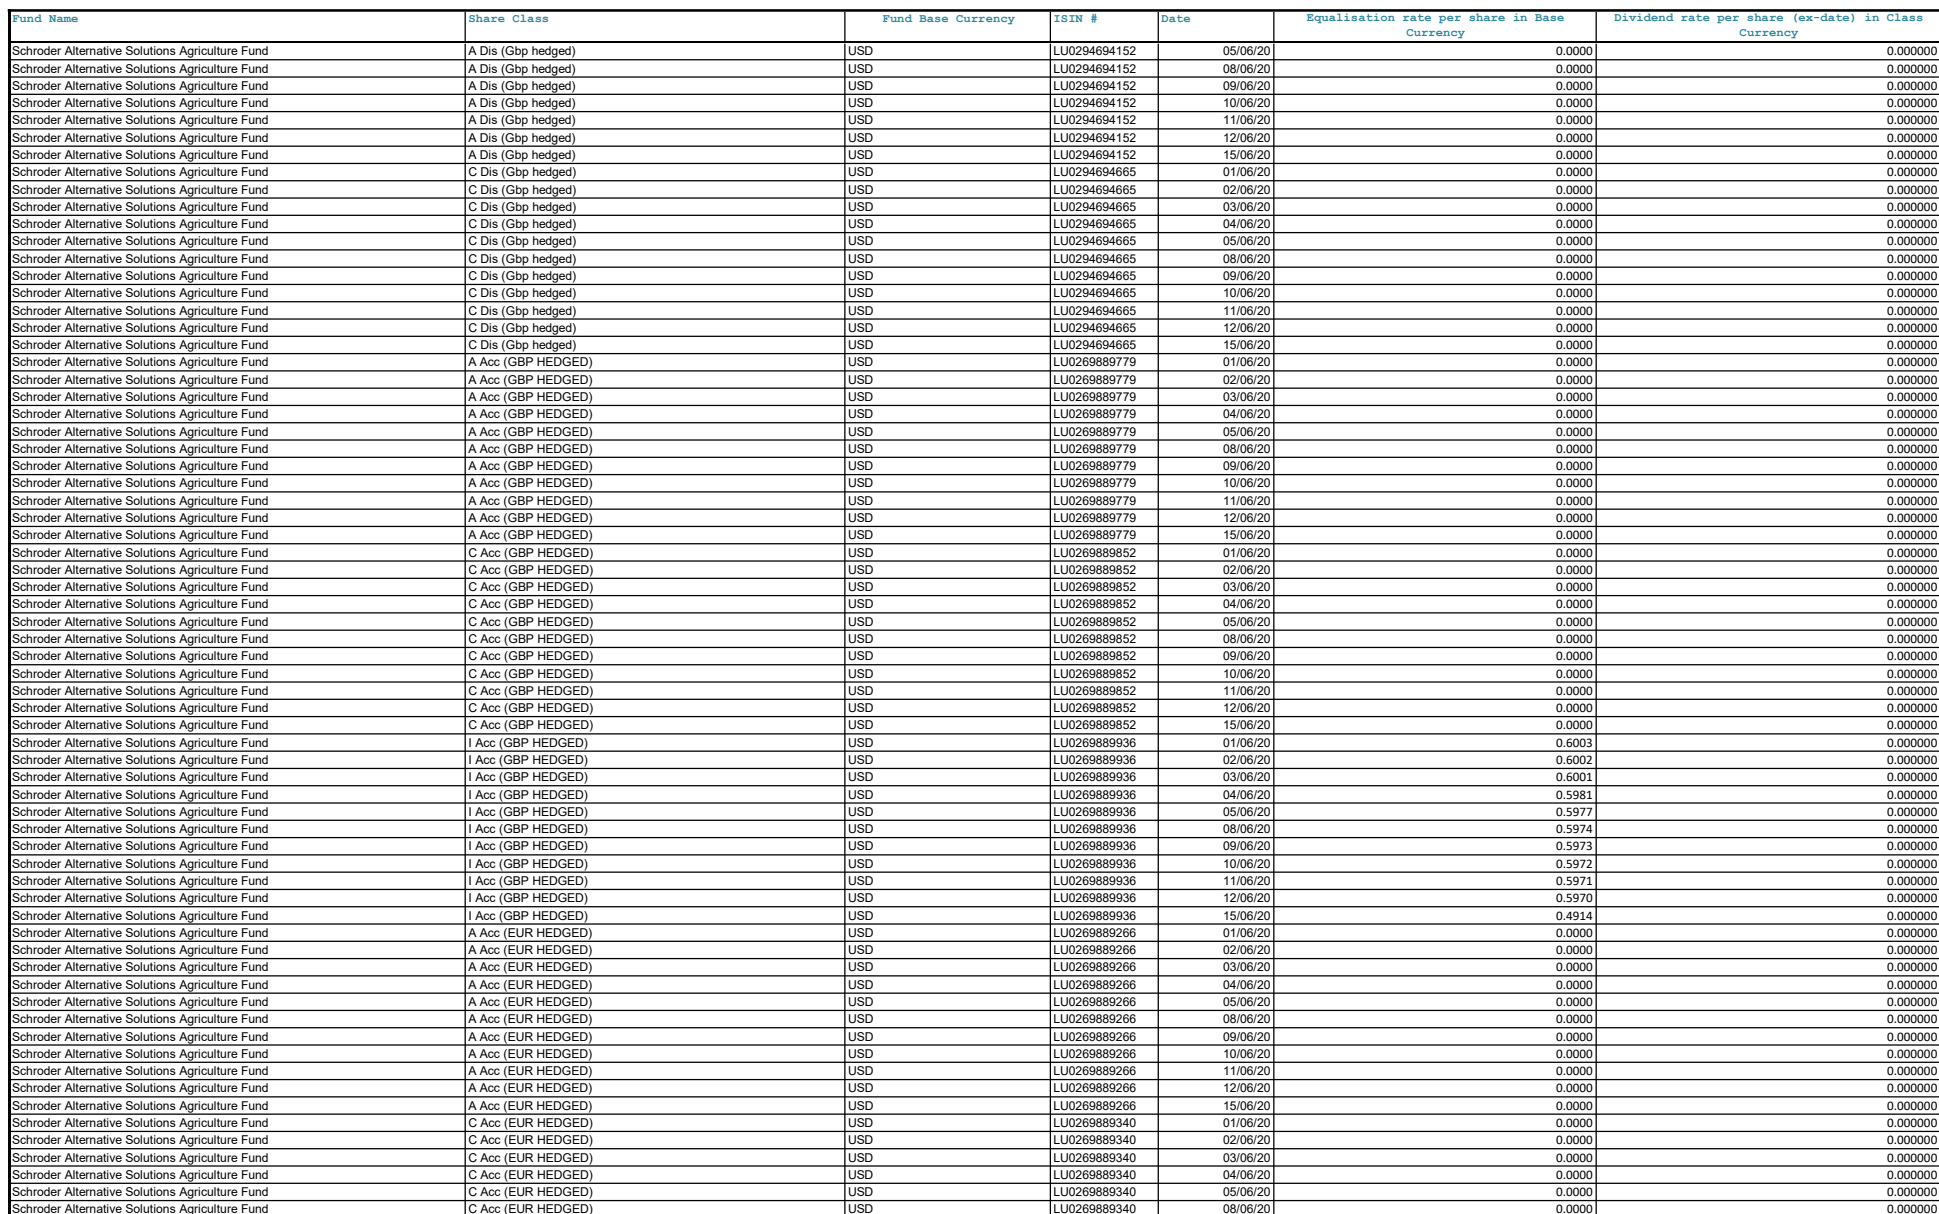 Fund Name Share Class Fund Base Currency ISIN # Date Equalisation rate per share in Base Currency Dividend rate per share (ex-date) in Class Currency
Schroder Alternative Solutions Agriculture Fund A Dis (Gbp hedged) USD LU0294694152 05/06/20 0.0000 0.000000
Schroder Alternative Solutions Agriculture Fund A Dis (Gbp hedged) USD LU0294694152 08/06/20 0.0000 0.000000
Schroder Alternative Solutions Agriculture Fund A Dis (Gbp hedged) USD LU0294694152 09/06/20 0.0000 0.000000
Schroder Alternative Solutions Agriculture Fund A Dis (Gbp hedged) USD LU0294694152 10/06/20 0.0000 0.000000
Schroder Alternative Solutions Agriculture Fund A Dis (Gbp hedged) USD LU0294694152 11/06/20 0.0000 0.000000
Schroder Alternative Solutions Agriculture Fund A Dis (Gbp hedged) USD LU0294694152 12/06/20 0.0000 0.000000
Schroder Alternative Solutions Agriculture Fund A Dis (Gbp hedged) USD LU0294694152 15/06/20 0.0000 0.000000
Schroder Alternative Solutions Agriculture Fund C Dis (Gbp hedged) USD LU0294694665 01/06/20 0.0000 0.000000
Schroder Alternative Solutions Agriculture Fund C Dis (Gbp hedged) USD LU0294694665 02/06/20 0.0000 0.000000
Schroder Alternative Solutions Agriculture Fund C Dis (Gbp hedged) USD LU0294694665 03/06/20 0.0000 0.000000
Schroder Alternative Solutions Agriculture Fund C Dis (Gbp hedged) USD LU0294694665 04/06/20 0.0000 0.000000
Schroder Alternative Solutions Agriculture Fund C Dis (Gbp hedged) USD LU0294694665 05/06/20 0.0000 0.000000
Schroder Alternative Solutions Agriculture Fund C Dis (Gbp hedged) USD LU0294694665 08/06/20 0.0000 0.000000
Schroder Alternative Solutions Agriculture Fund C Dis (Gbp hedged) USD LU0294694665 09/06/20 0.0000 0.000000
Schroder Alternative Solutions Agriculture Fund C Dis (Gbp hedged) USD LU0294694665 10/06/20 0.0000 0.000000
Schroder Alternative Solutions Agriculture Fund C Dis (Gbp hedged) USD LU0294694665 11/06/20 0.0000 0.000000
Schroder Alternative Solutions Agriculture Fund C Dis (Gbp hedged) USD LU0294694665 12/06/20 0.0000 0.000000
Schroder Alternative Solutions Agriculture Fund C Dis (Gbp hedged) USD LU0294694665 15/06/20 0.0000 0.000000
Schroder Alternative Solutions Agriculture Fund A Acc (GBP HEDGED) USD LU0269889779 01/06/20 0.0000 0.000000
Schroder Alternative Solutions Agriculture Fund A Acc (GBP HEDGED) USD LU0269889779 02/06/20 0.0000 0.000000
Schroder Alternative Solutions Agriculture Fund A Acc (GBP HEDGED) USD LU0269889779 03/06/20 0.0000 0.000000
Schroder Alternative Solutions Agriculture Fund A Acc (GBP HEDGED) USD LU0269889779 04/06/20 0.0000 0.000000
Schroder Alternative Solutions Agriculture Fund A Acc (GBP HEDGED) USD LU0269889779 05/06/20 0.0000 0.000000
Schroder Alternative Solutions Agriculture Fund A Acc (GBP HEDGED) USD LU0269889779 08/06/20 0.0000 0.000000
Schroder Alternative Solutions Agriculture Fund A Acc (GBP HEDGED) USD LU0269889779 09/06/20 0.0000 0.000000
Schroder Alternative Solutions Agriculture Fund A Acc (GBP HEDGED) USD LU0269889779 10/06/20 0.0000 0.000000
Schroder Alternative Solutions Agriculture Fund A Acc (GBP HEDGED) USD LU0269889779 11/06/20 0.0000 0.000000
Schroder Alternative Solutions Agriculture Fund A Acc (GBP HEDGED) USD LU0269889779 12/06/20 0.0000 0.000000
Schroder Alternative Solutions Agriculture Fund A Acc (GBP HEDGED) USD LU0269889779 15/06/20 0.0000 0.000000
Schroder Alternative Solutions Agriculture Fund C Acc (GBP HEDGED) USD LU0269889852 01/06/20 0.0000 0.000000
Schroder Alternative Solutions Agriculture Fund C Acc (GBP HEDGED) USD LU0269889852 02/06/20 0.0000 0.000000
Schroder Alternative Solutions Agriculture Fund C Acc (GBP HEDGED) USD LU0269889852 03/06/20 0.0000 0.000000
Schroder Alternative Solutions Agriculture Fund C Acc (GBP HEDGED) USD LU0269889852 04/06/20 0.0000 0.000000
Schroder Alternative Solutions Agriculture Fund C Acc (GBP HEDGED) USD LU0269889852 05/06/20 0.0000 0.000000
Schroder Alternative Solutions Agriculture Fund C Acc (GBP HEDGED) USD LU0269889852 08/06/20 0.0000 0.000000
Schroder Alternative Solutions Agriculture Fund C Acc (GBP HEDGED) USD LU0269889852 09/06/20 0.0000 0.000000
Schroder Alternative Solutions Agriculture Fund C Acc (GBP HEDGED) USD LU0269889852 10/06/20 0.0000 0.000000
Schroder Alternative Solutions Agriculture Fund C Acc (GBP HEDGED) USD LU0269889852 11/06/20 0.0000 0.000000
Schroder Alternative Solutions Agriculture Fund C Acc (GBP HEDGED) USD LU0269889852 12/06/20 0.0000 0.000000
Schroder Alternative Solutions Agriculture Fund C Acc (GBP HEDGED) USD LU0269889852 15/06/20 0.0000 0.000000
Schroder Alternative Solutions Agriculture Fund I Acc (GBP HEDGED) USD LU0269889936 01/06/20 0.6003 0.000000
Schroder Alternative Solutions Agriculture Fund I Acc (GBP HEDGED) USD LU0269889936 02/06/20 0.6002 0.000000
Schroder Alternative Solutions Agriculture Fund I Acc (GBP HEDGED) USD LU0269889936 03/06/20 0.6001 0.000000
Schroder Alternative Solutions Agriculture Fund I Acc (GBP HEDGED) USD LU0269889936 04/06/20 0.5981 0.000000
Schroder Alternative Solutions Agriculture Fund I Acc (GBP HEDGED) USD LU0269889936 05/06/20 0.5977 0.000000
Schroder Alternative Solutions Agriculture Fund I Acc (GBP HEDGED) USD LU0269889936 08/06/20 0.5974 0.000000
Schroder Alternative Solutions Agriculture Fund I Acc (GBP HEDGED) USD LU0269889936 09/06/20 0.5973 0.000000
Schroder Alternative Solutions Agriculture Fund I Acc (GBP HEDGED) USD LU0269889936 10/06/20 0.5972 0.000000
Schroder Alternative Solutions Agriculture Fund I Acc (GBP HEDGED) USD LU0269889936 11/06/20 0.5971 0.000000
Schroder Alternative Solutions Agriculture Fund I Acc (GBP HEDGED) USD LU0269889936 12/06/20 0.5970 0.000000
Schroder Alternative Solutions Agriculture Fund I Acc (GBP HEDGED) USD LU0269889936 15/06/20 0.4914 0.000000
Schroder Alternative Solutions Agriculture Fund A Acc (EUR HEDGED) USD LU0269889266 01/06/20 0.0000 0.000000
Schroder Alternative Solutions Agriculture Fund A Acc (EUR HEDGED) USD LU0269889266 02/06/20 0.0000 0.000000
Schroder Alternative Solutions Agriculture Fund A Acc (EUR HEDGED) USD LU0269889266 03/06/20 0.0000 0.000000
Schroder Alternative Solutions Agriculture Fund A Acc (EUR HEDGED) USD LU0269889266 04/06/20 0.0000 0.000000
Schroder Alternative Solutions Agriculture Fund A Acc (EUR HEDGED) USD LU0269889266 05/06/20 0.0000 0.000000
Schroder Alternative Solutions Agriculture Fund A Acc (EUR HEDGED) USD LU0269889266 08/06/20 0.0000 0.000000
Schroder Alternative Solutions Agriculture Fund A Acc (EUR HEDGED) USD LU0269889266 09/06/20 0.0000 0.000000
Schroder Alternative Solutions Agriculture Fund A Acc (EUR HEDGED) USD LU0269889266 10/06/20 0.0000 0.000000
Schroder Alternative Solutions Agriculture Fund A Acc (EUR HEDGED) USD LU0269889266 11/06/20 0.0000 0.000000
Schroder Alternative Solutions Agriculture Fund A Acc (EUR HEDGED) USD LU0269889266 12/06/20 0.0000 0.000000
Schroder Alternative Solutions Agriculture Fund A Acc (EUR HEDGED) USD LU0269889266 15/06/20 0.0000 0.000000
Schroder Alternative Solutions Agriculture Fund C Acc (EUR HEDGED) USD LU0269889340 01/06/20 0.0000 0.000000
Schroder Alternative Solutions Agriculture Fund C Acc (EUR HEDGED) USD LU0269889340 02/06/20 0.0000 0.000000
Schroder Alternative Solutions Agriculture Fund C Acc (EUR HEDGED) USD LU0269889340 03/06/20 0.0000 0.000000
Schroder Alternative Solutions Agriculture Fund C Acc (EUR HEDGED) USD LU0269889340 04/06/20 0.0000 0.000000
Schroder Alternative Solutions Agriculture Fund C Acc (EUR HEDGED) USD LU0269889340 05/06/20 0.0000 0.000000
Schroder Alternative Solutions Agriculture Fund C Acc (EUR HEDGED) USD LU0269889340 08/06/20 0.0000 0.000000